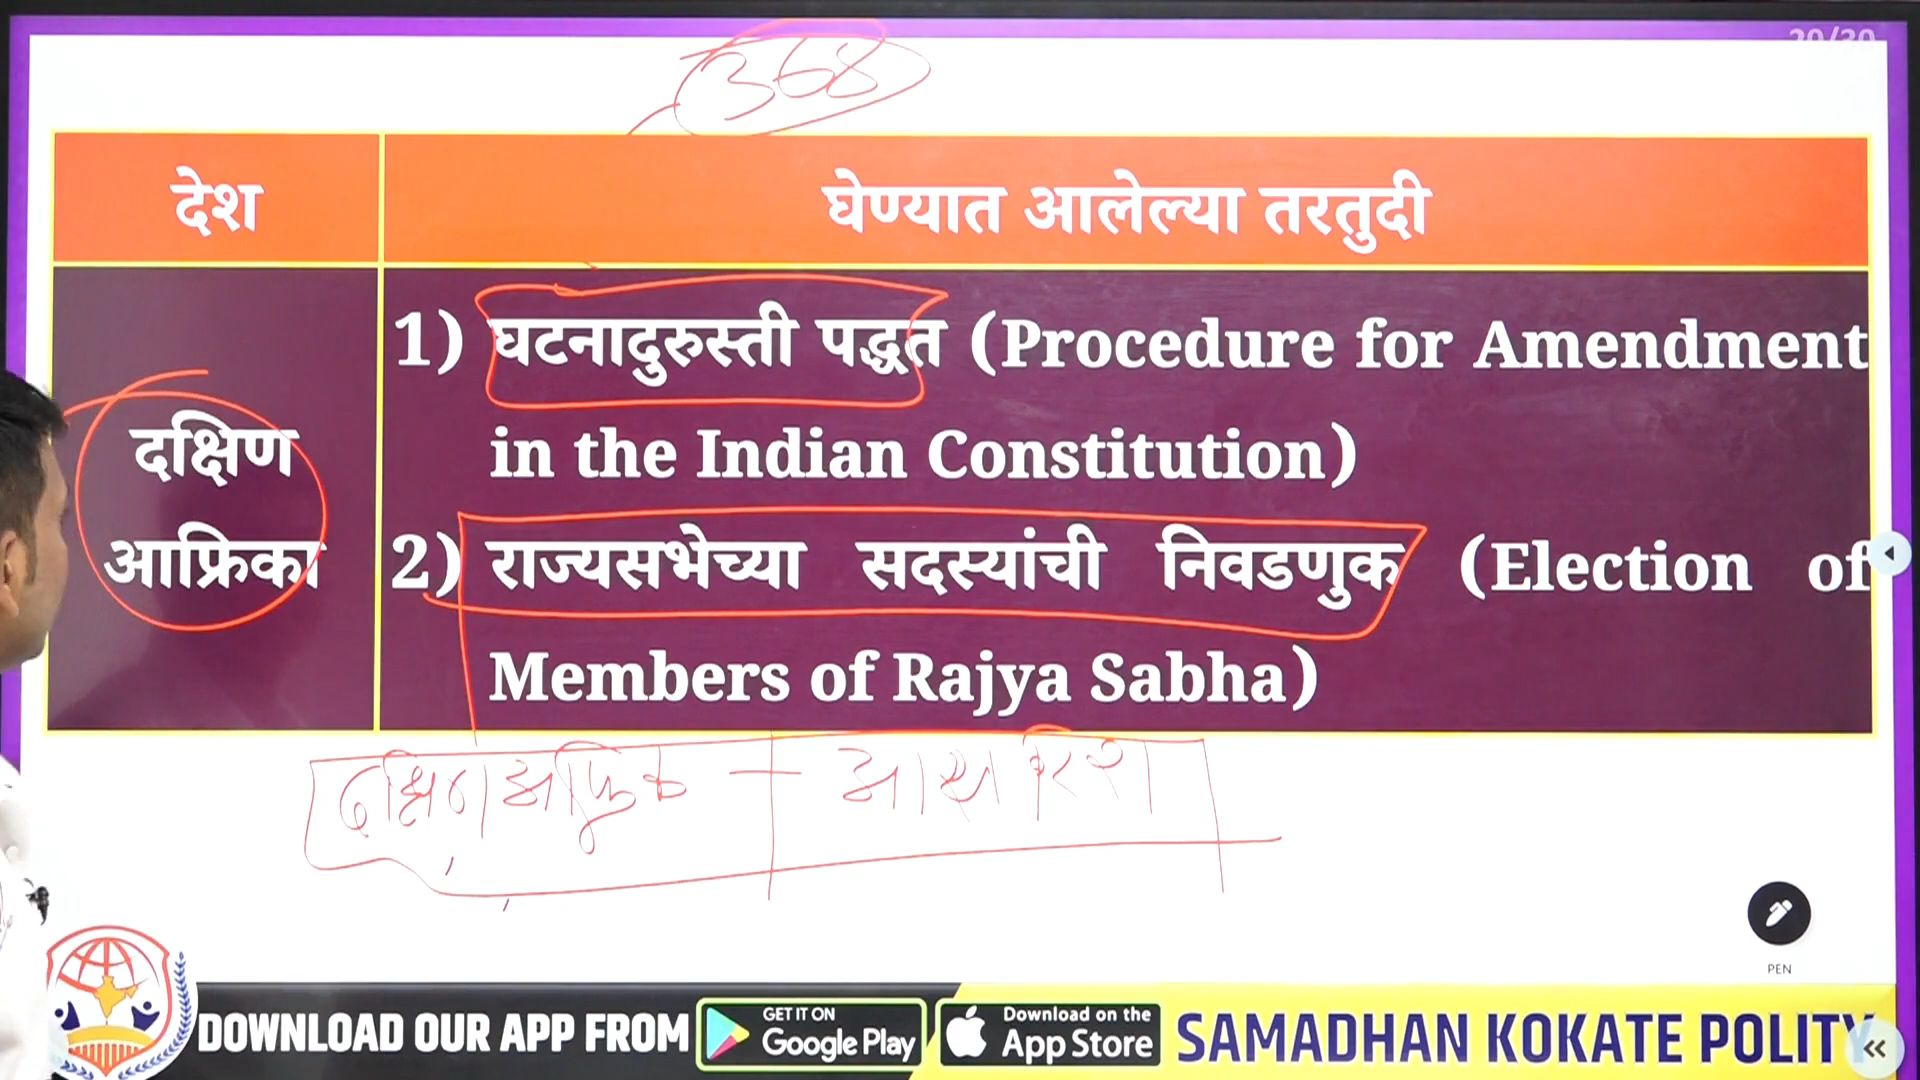 368
देश
घेण्यात आलेल्या तरतुदी
दक्षिण
आफ्रिका
1) घटनादुरुस्ती पद्धत (Procedure for Amendment
in the Indian Constitution)
2) राज्यसभेच्या सदस्यांची निवडणुक (Election of
Members of Rajya Sabha)
दक्षिण आफ्रिक
PEN
DOWNLOAD OUR APP FROM
GET IT ON
Google Play
Download on the
App Store
SAMADHAN KOKATE POLITY